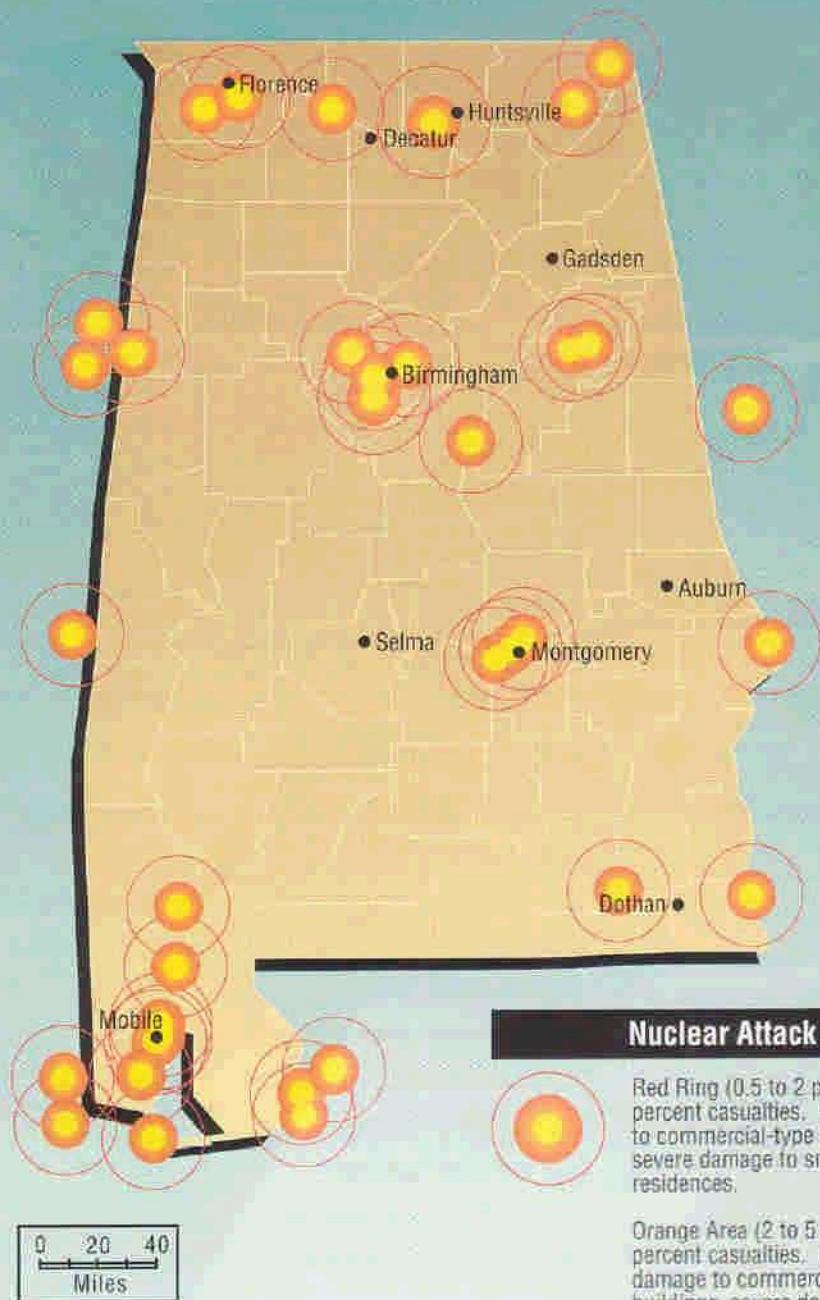 Florence
Huntsville
Decatur
Gadsden
Birmingham
Auburn
Selma
Montgomery
Dothan
Mobile
Nuclear Attack
Red Ring (0.5 to 2 p
percent casualties.
to commercial-type
severe damage to sm
residences.
Orange Area (2 to 5
percent casualties.
damage to commerc
0 20 40
Miles